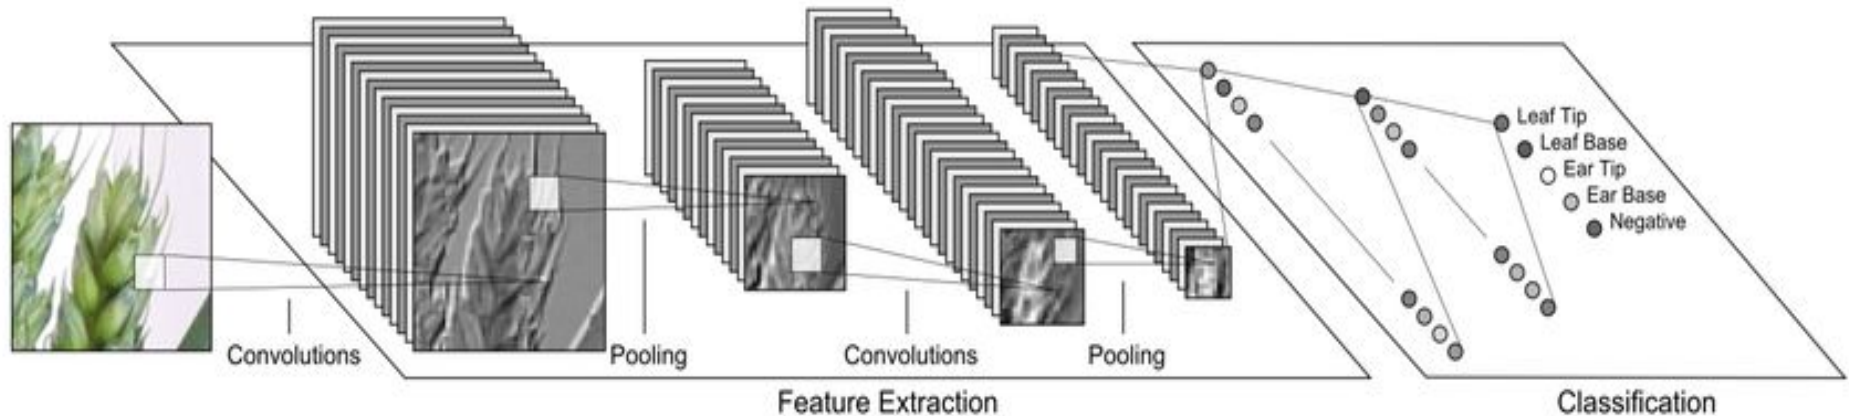 Leaf Tip
Leaf Base
Ear Tip
Ear Base
Negative
Convolutions
Pooling
Convolutions
Pooling
Feature Extraction
Classification